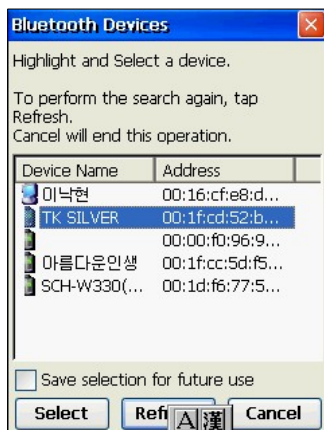 Bluetooth Devices
Highlight and Select a device.
To perform the search again, tap
Refresh.
Cancel will end this operation.
Device Name Address
이낙현 00:16:cf:e8:d...
TK SILVER 00:1f:cd:52:b...
00:00:f0:96:9...
아름다운인생 00:1f:cc:5d:f5...
SCH-W330(... 00:1d:f6:77:5...
Save selection for future use
Select Ref A 漢 Cancel